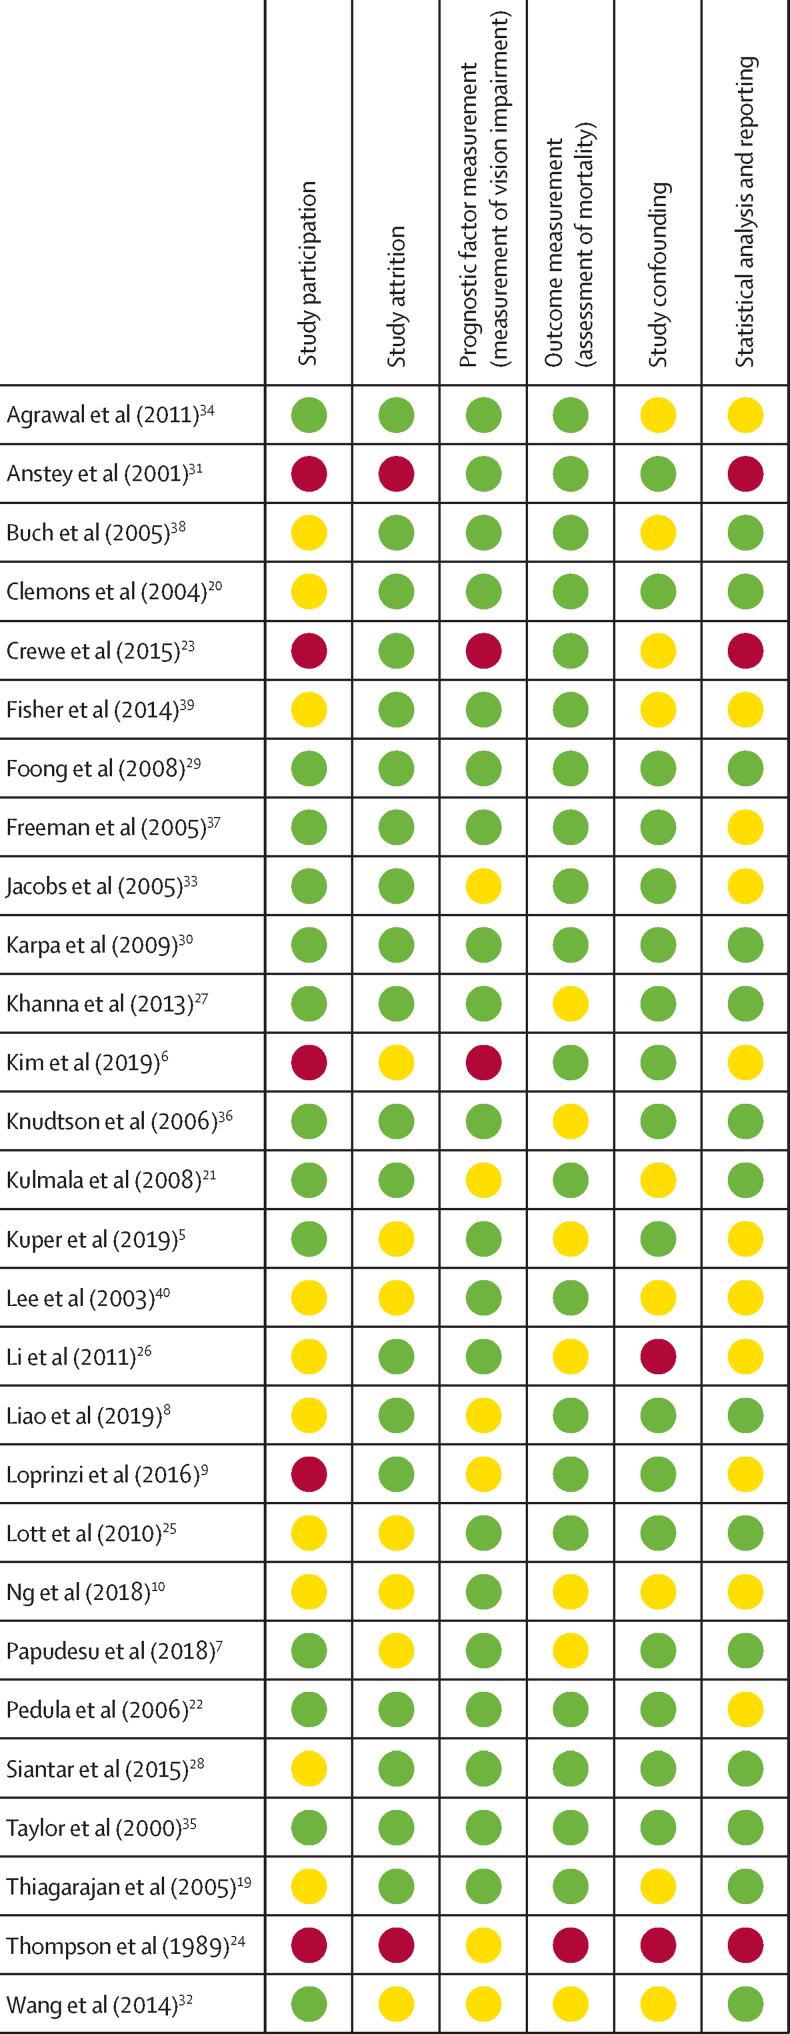 Study participation
Study attrition
Prognostic factor measurement
(measurement of vision impairment)
Outcome measurement
(assessment of mortality)
Study confounding
Statistical analysis and reporting
Agrawal et al (2011)34
Anstey et al (2001)31
Buch et al (2005)38
Clemons et al (2004)20
Crewe et al (2015)23
Fisher et al (2014)39
Foong et al (2008)29
Freeman et al (2005)37
Jacobs et al (2005)33
Karpa et al (2009)30
Khanna et al (2013)27
Kim et al (2019)6
Knudtson et al (2006)36
Kulmala et al (2008)21
Kuper et al (2019)5
Lee et al (2003)40
Li et al (2011)26
Liao et al (2019)8
Loprinzi et al (2016)9
Lott et al (2010)25
Ng et al (2018)10
Papudesu et al (2018)7
Pedula et al (2006)22
Siantar et al (2015)28
Taylor et al (2000)35
Thiagarajan et al (2005)19
Thompson et al (1989)24
Wang et al (2014)32